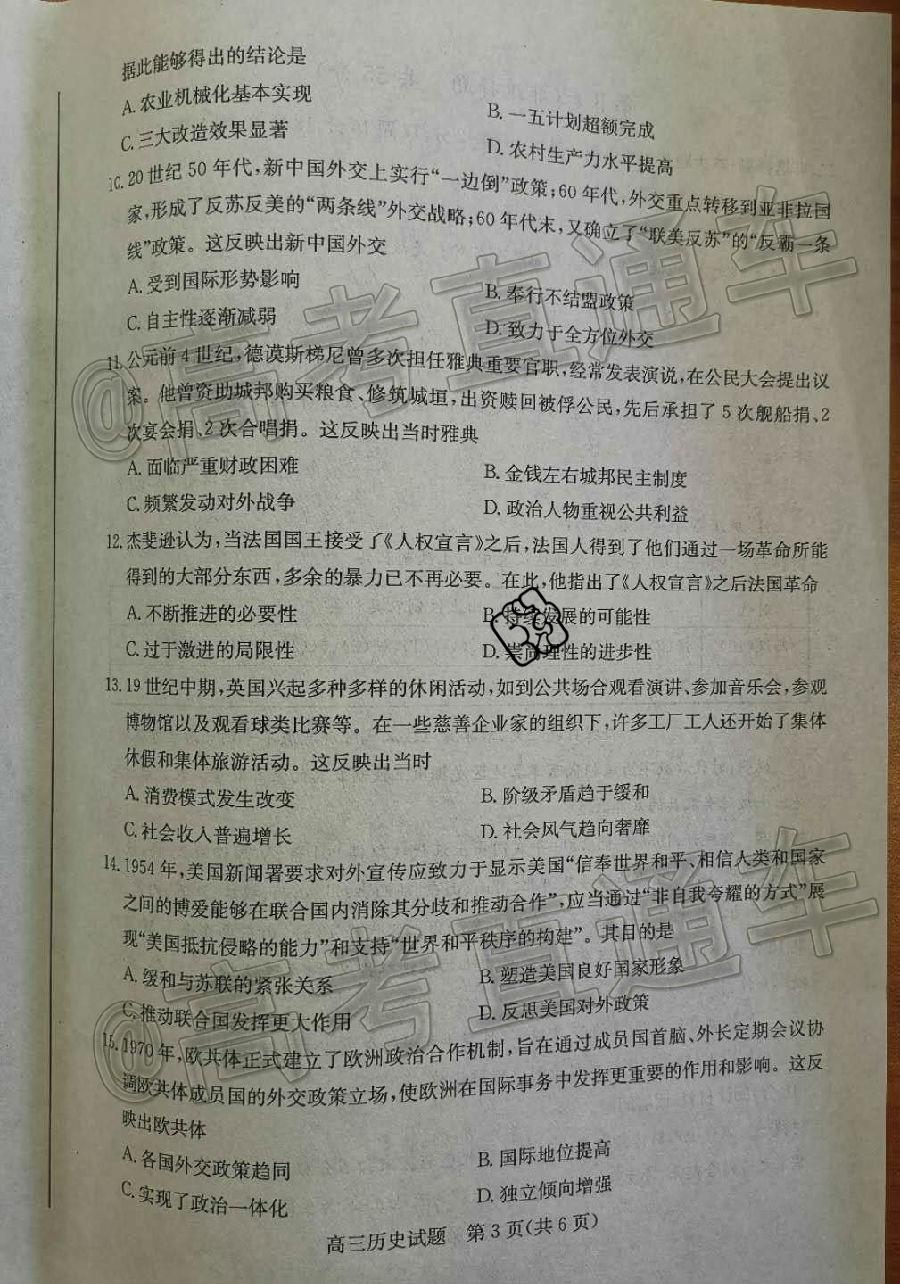 据此能够得出的结论是
A.农业机械化基本实现
B.一五计划超额完成
C.三大改造效果显著
D.农村生产力水平提高
10.20世纪50年代,新中国外交上实行“一边倒”政策;60年代,外交重点转移到亚非拉国
家,形成了反苏反美的“两条线”外交战略;60年代末,又确立了“联美反苏”的“反霸一条
线”政策。这反映出新中国外交
A.受到国际形势影响
B.奉行不结盟政策
C.自主性逐渐减弱
D.致力于全方位外交
11.公元前4世纪,德谟斯梯尼曾多次担任雅典重要官职,经常发表演说,在公民大会提出议
案。他曾资助城邦购买粮食、修筑城垣,出资赎回被俘公民,先后承担了5次舰船捐、2
次宴会捐、2次合唱捐。这反映出当时雅典
A.面临严重财政困难
B.金钱左右城邦民主制度
C.频繁发动对外战争
D.政治人物重视公共利益
12.杰斐逊认为,当法国国王接受了《人权宣言》之后,法国人得到了他们通过一场革命所能
得到的大部分东西,多余的暴力已不再必要。在此,他指出了《人权宣言》之后法国革命
A.不断推进的必要性
B.持续发展的可能性
C.过于激进的局限性
D.崇尚理性的进步性
13.19世纪中期,英国兴起多种多样的休闲活动,如到公共场合观看演讲、参加音乐会,参观
博物馆以及观看球类比赛等。在一些慈善企业家的组织下,许多工厂工人还开始了集体
休假和集体旅游活动。这反映出当时
A.消费模式发生改变
B.阶级矛盾趋于缓和
C.社会收入普遍增长
D.社会风气趋向奢靡
14.1954年,美国新闻署要求对外宣传应致力于显示美国“信奉世界和平、相信人类和国家
之间的博爱能够在联合国内消除其分歧和推动合作”,应当通过“非自我夸耀的方式”展
现“美国抵抗侵略的能力”和支持“世界和平秩序的构建”。其目的是
A.缓和与苏联的紧张关系
B.塑造美国良好国家形象
C.推动联合国发挥更大作用
D.反思美国对外政策
15.1970年,欧共体正式建立了欧洲政治合作机制,旨在通过成员国首脑、外长定期会议协
调欧共体成员国的外交政策立场,使欧洲在国际事务中发挥更重要的作用和影响。这反
映出欧共体
A.各国外交政策趋同
B.国际地位提高
C.实现了政治一体化
D.独立倾向增强
高三历史试题 第3页(共6页)
@高考直通车
@高考直通车